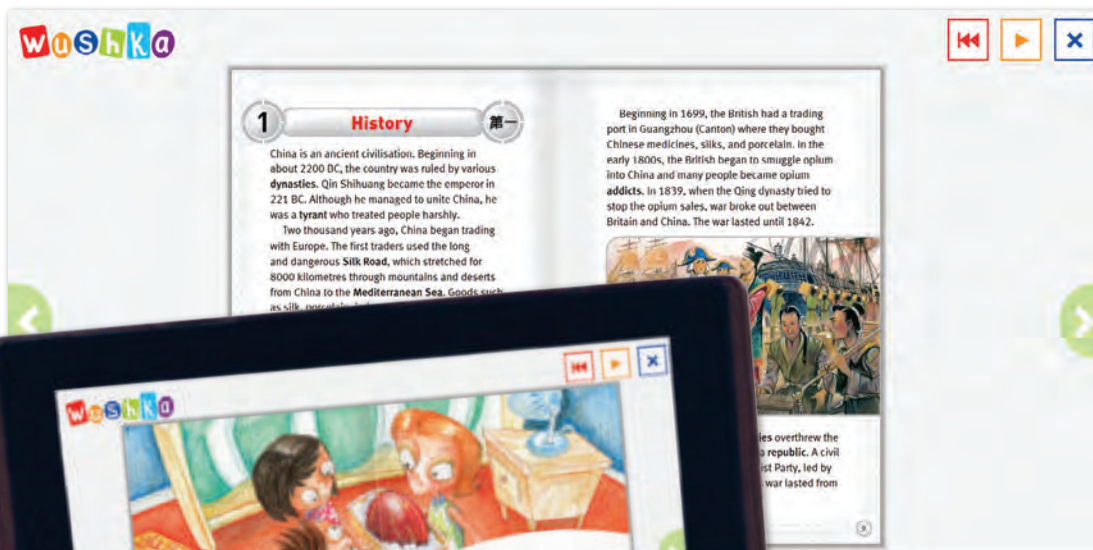 wushka
1
History
第一
China is an ancient civilisation. Beginning in
about 2200 BC, the country was ruled by various
dynasties. Qin Shihuang became the emperor in
221 BC. Although he managed to unite China, he
was a tyrant who treated people harshly.
Two thousand years ago, China began trading
with Europe. The first traders used the long
and dangerous Silk Road, which stretched for
8000 kilometres through mountains and deserts
from China to the Mediterranean Sea. Goods such
as silk, porcelain
Beginning in 1699, the British had a trading
port in Guangzhou (Canton) where they bought
Chinese medicines, silks, and porcelain. In the
early 1800s, the British began to smuggle opium
into China and many people became opium
addicts. In 1839, when the Qing dynasty tried to
stop the opium sales, war broke out between
Britain and China. The war lasted until 1842.
ies overthrew the
a republic. A civil
ist Party, led by
war lasted from
wushka